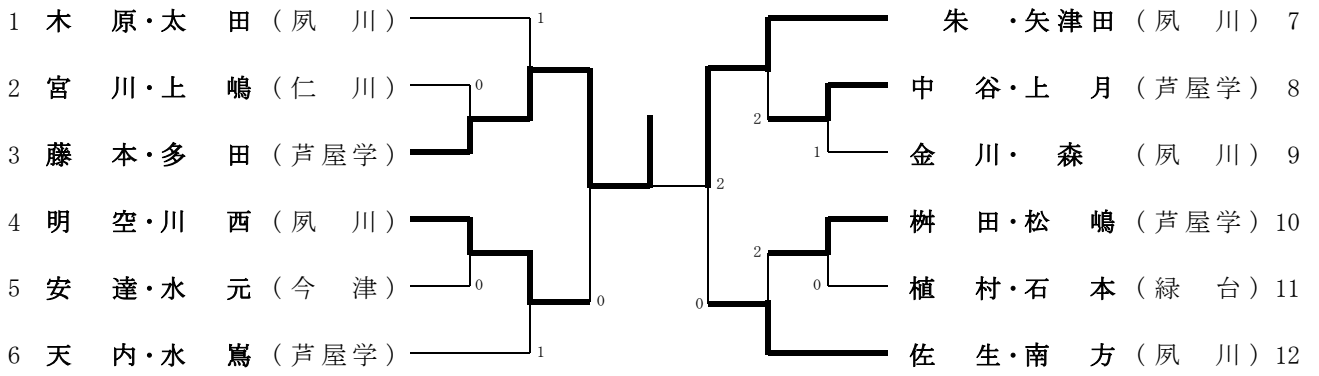 1 木 原・太 田 (夙 川) 1
2 宮 川・上 嶋 (仁 川) 0
3 藤 本・多 田 (芦屋学)
4 明 空・川 西 (夙 川)
5 安 達・水 元 (今 津) 0
6 天 内・水 嶌 (芦屋学) 1
0
朱 ・矢津田 (夙 川) 7
中 谷・上 月 (芦屋学) 8
2
1 金 川・ 森 (夙 川) 9
2
桝 田・松 嶋 (芦屋学) 10
2
0 植 村・石 本 (緑 台) 11
0
佐 生・南 方 (夙 川) 12